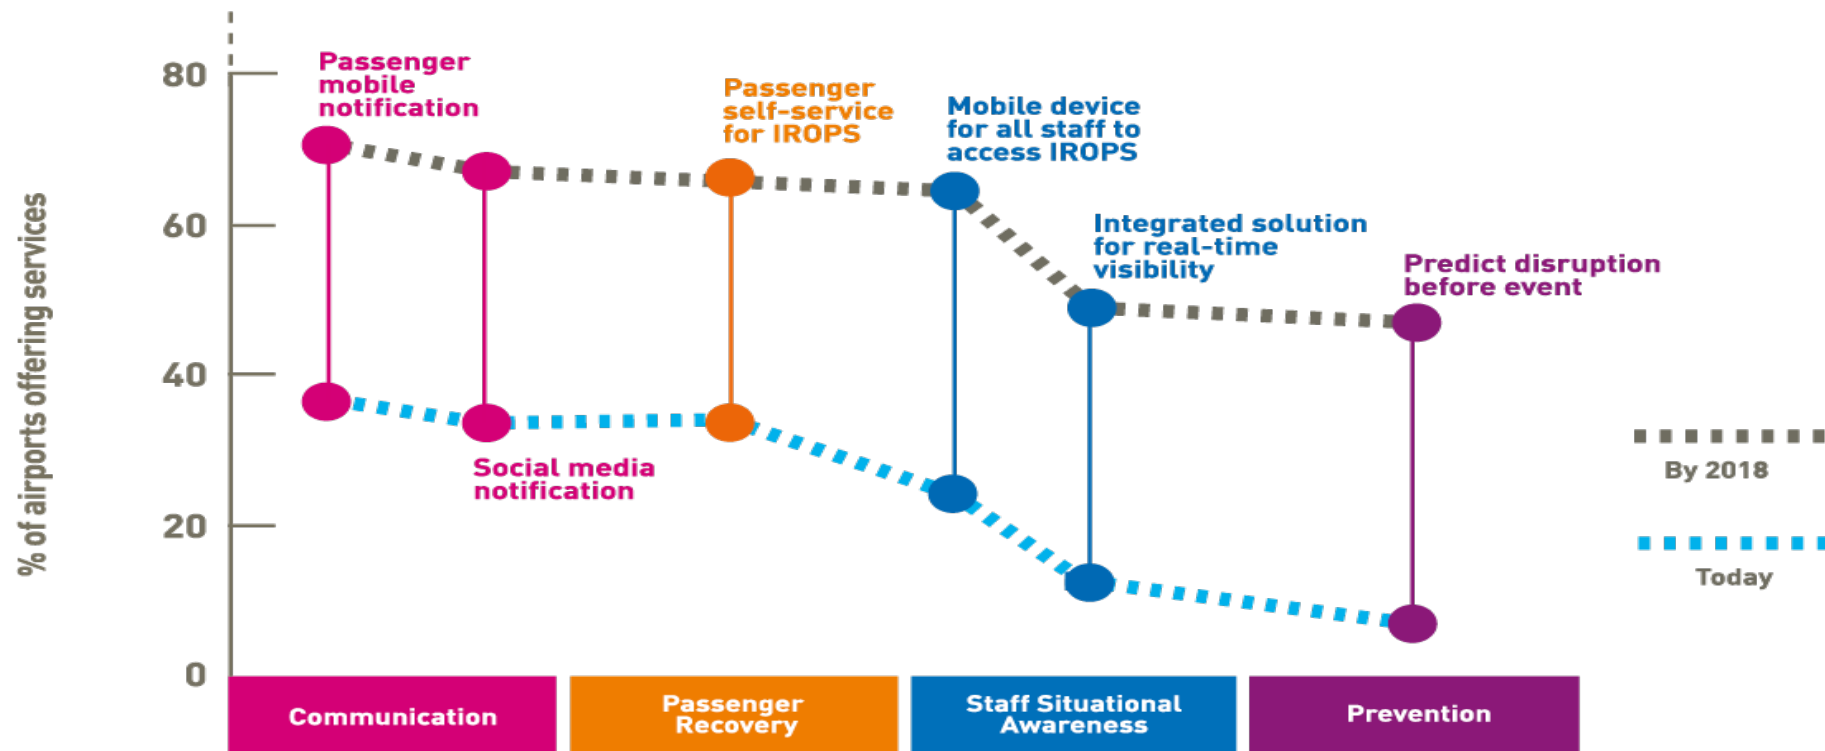 % of airports offering services
80
60
40
20
0
Passenger
mobile
notification
Social media
notification
Passenger
self-service
for IROPS
Mobile device
for all staff to
access IROPS
Integrated solution
for real-time
visibility
Predict disruption
before event
By 2018
Today
Communication
Passenger
Recovery
Staff Situational
Awareness
Prevention